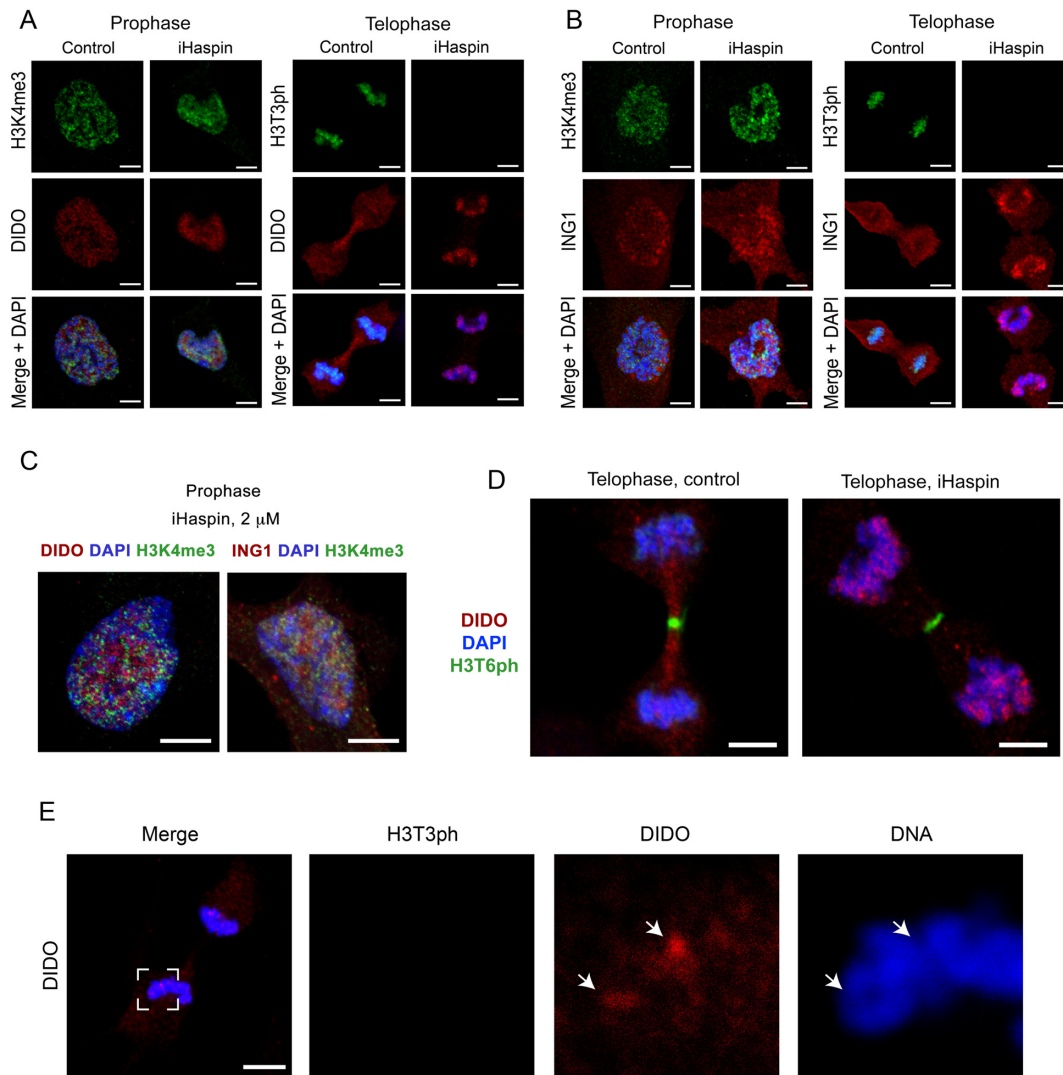 A
Prophase
Telophase
Control
iHaspin
Control
iHaspin
H3K4me3
H3T3ph
DIDO
DIDO
Merge + DAPI
Merge + DAPI
B
Prophase
Telophase
Control
iHaspin
Control
iHaspin
H3K4me3
H3T3ph
ING1
ING1
Merge + DAPI
Merge + DAPI
C
Prophase
iHaspin, 2 μM
DIDO DAPI H3K4me3
ING1 DAPI H3K4me3
D
Telophase, control
Telophase, iHaspin
DIDO
DAPI
H3T6ph
E
Merge
H3T3ph
DIDO
DNA
DIDO